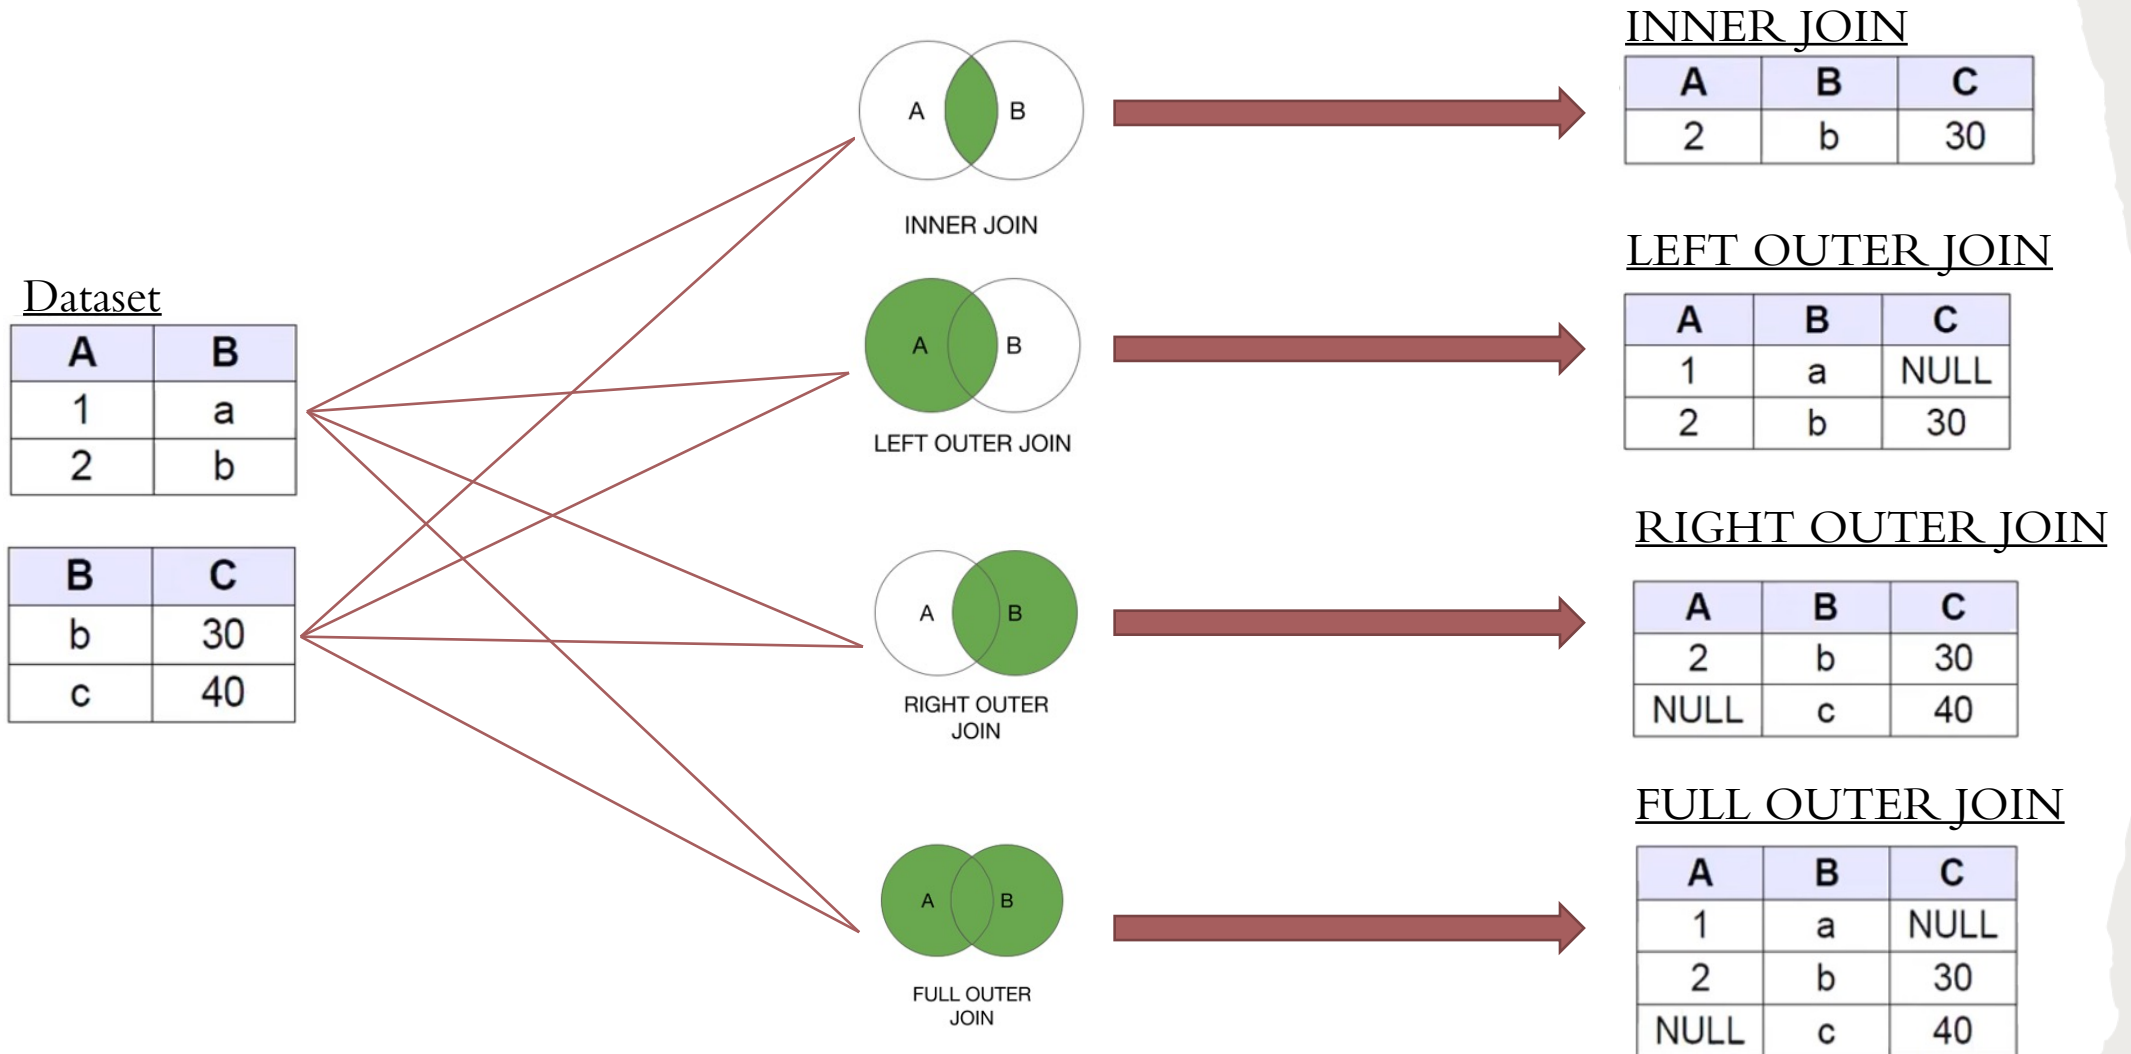 Dataset
A B
1 a
2 b
B C
b 30
c 40
A B
INNER JOIN
A B
LEFT OUTER JOIN
A B
RIGHT OUTER
JOIN
A B
FULL OUTER
JOIN
INNER JOIN
A B C
2 b 30
LEFT OUTER JOIN
A B C
1 a NULL
2 b 30
RIGHT OUTER JOIN
A B C
2 b 30
NULL c 40
FULL OUTER JOIN
A B C
1 a NULL
2 b 30
NULL c 40